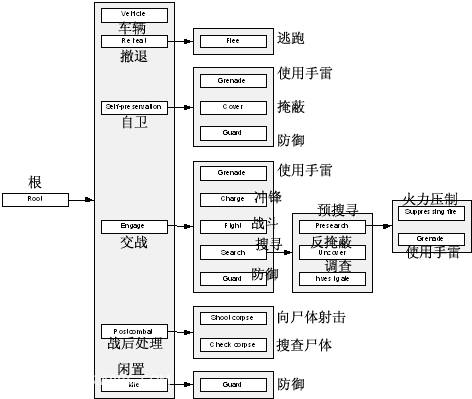 Vehicle
车辆
Retreat
撤退
Flee
逃跑
Self-preservation
自卫
Grenade
使用手雷
Cover
掩蔽
Guard
防御
根
Root
Engage
交战
Grenade
使用手雷
Charge
冲锋
Fight
战斗
Search
搜寻
Guard
防御
预搜寻
Presearch
反掩蔽
Uncover
调查
Investigate
火力压制
Suppressing fire
Grenade
使用手雷
Postcombat
战后处理
Shoot corpse
向尸体射击
Check corpse
搜查尸体
闲置
Idle
Guard
防御